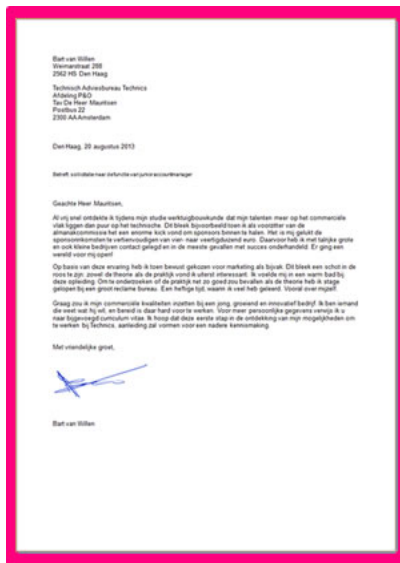 Bart van Willen
Weimarstraat 288
2562 HS Den Haag
Technisch Adviesbureau Technics
Afdeling P&O
Tav De Heer Mauritsen
Postbus 22
2300 AA Amsterdam
Den Haag, 20 augustus 2013
Betreft: sollicitatie naar de functie van junior accountmanager
Geachte Heer Mauritsen,
Al vrij snel ontdekte ik tijdens mijn studie werktuigbouwkunde dat mijn talenten meer op het commerciële
vlak liggen dan puur op het technische. Dit bleek bijvoorbeeld toen ik als voorzitter van de
almanakcommissie het een enorme kick vond om sponsors binnen te halen. Het is mij gelukt de
sponsorinkomsten te vertienvoudigen van vier- naar veertigduizend euro. Daarvoor heb ik met talrijke grote
en ook kleine bedrijven contact gelegd en in de meeste gevallen met succes onderhandeld. Er ging een
wereld voor mij open!
Op basis van deze ervaring heb ik toen bewust gekozen voor marketing als bijvak. Dit bleek een schot in de
roos te zijn: zowel de theorie als de praktijk vond ik uiterst interessant. Ik voelde mij in een warm bad bij
deze opleiding. Om te onderzoeken of de praktijk net zo goed zou bevallen als de theorie heb ik stage
gelopen bij een groot reclame bureau. Een heftige tijd, waarin ik veel heb geleerd. Vooral over mijzelf.
Graag zou ik mijn commerciële kwaliteiten inzetten bij een jong, groeiend en innovatief bedrijf. Ik ben iemand
die weet wat hij wil, en bereid is daar hard voor te werken. Voor meer persoonlijke gegevens verwijs ik u
naar bijgevoegd curriculum vitae. Ik hoop dat deze eerste stap in de ontdekking van mijn mogelijkheden om
te werken bij Technics, aanleiding zal vormen voor een nadere kennismaking.
Met vriendelijke groet,
Bart van Willen